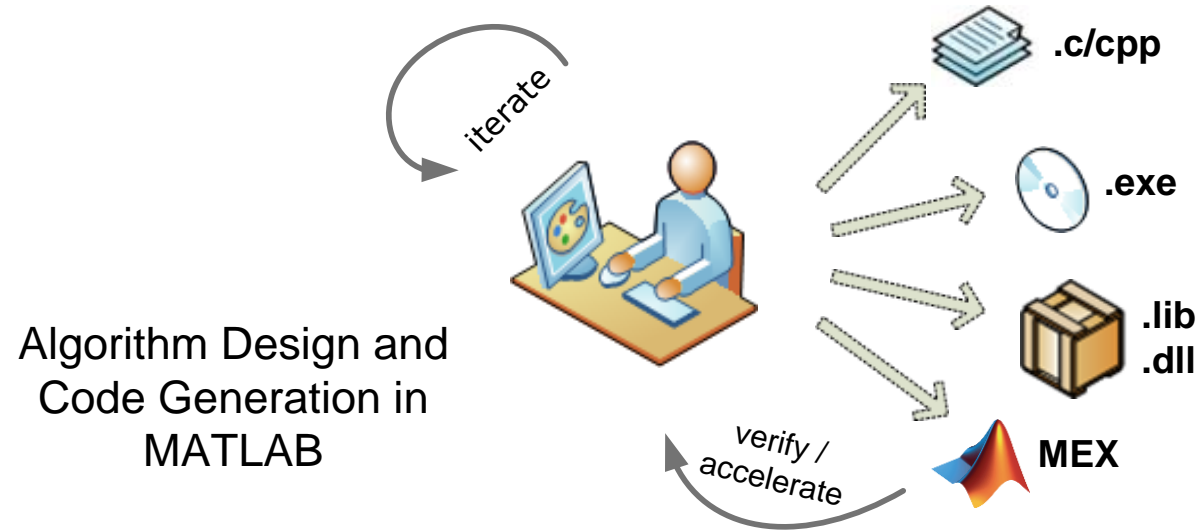 iterate
.c/cpp
.exe
.lib
.dll
Algorithm Design and
Code Generation in
MATLAB
verify /
accelerate
MEX